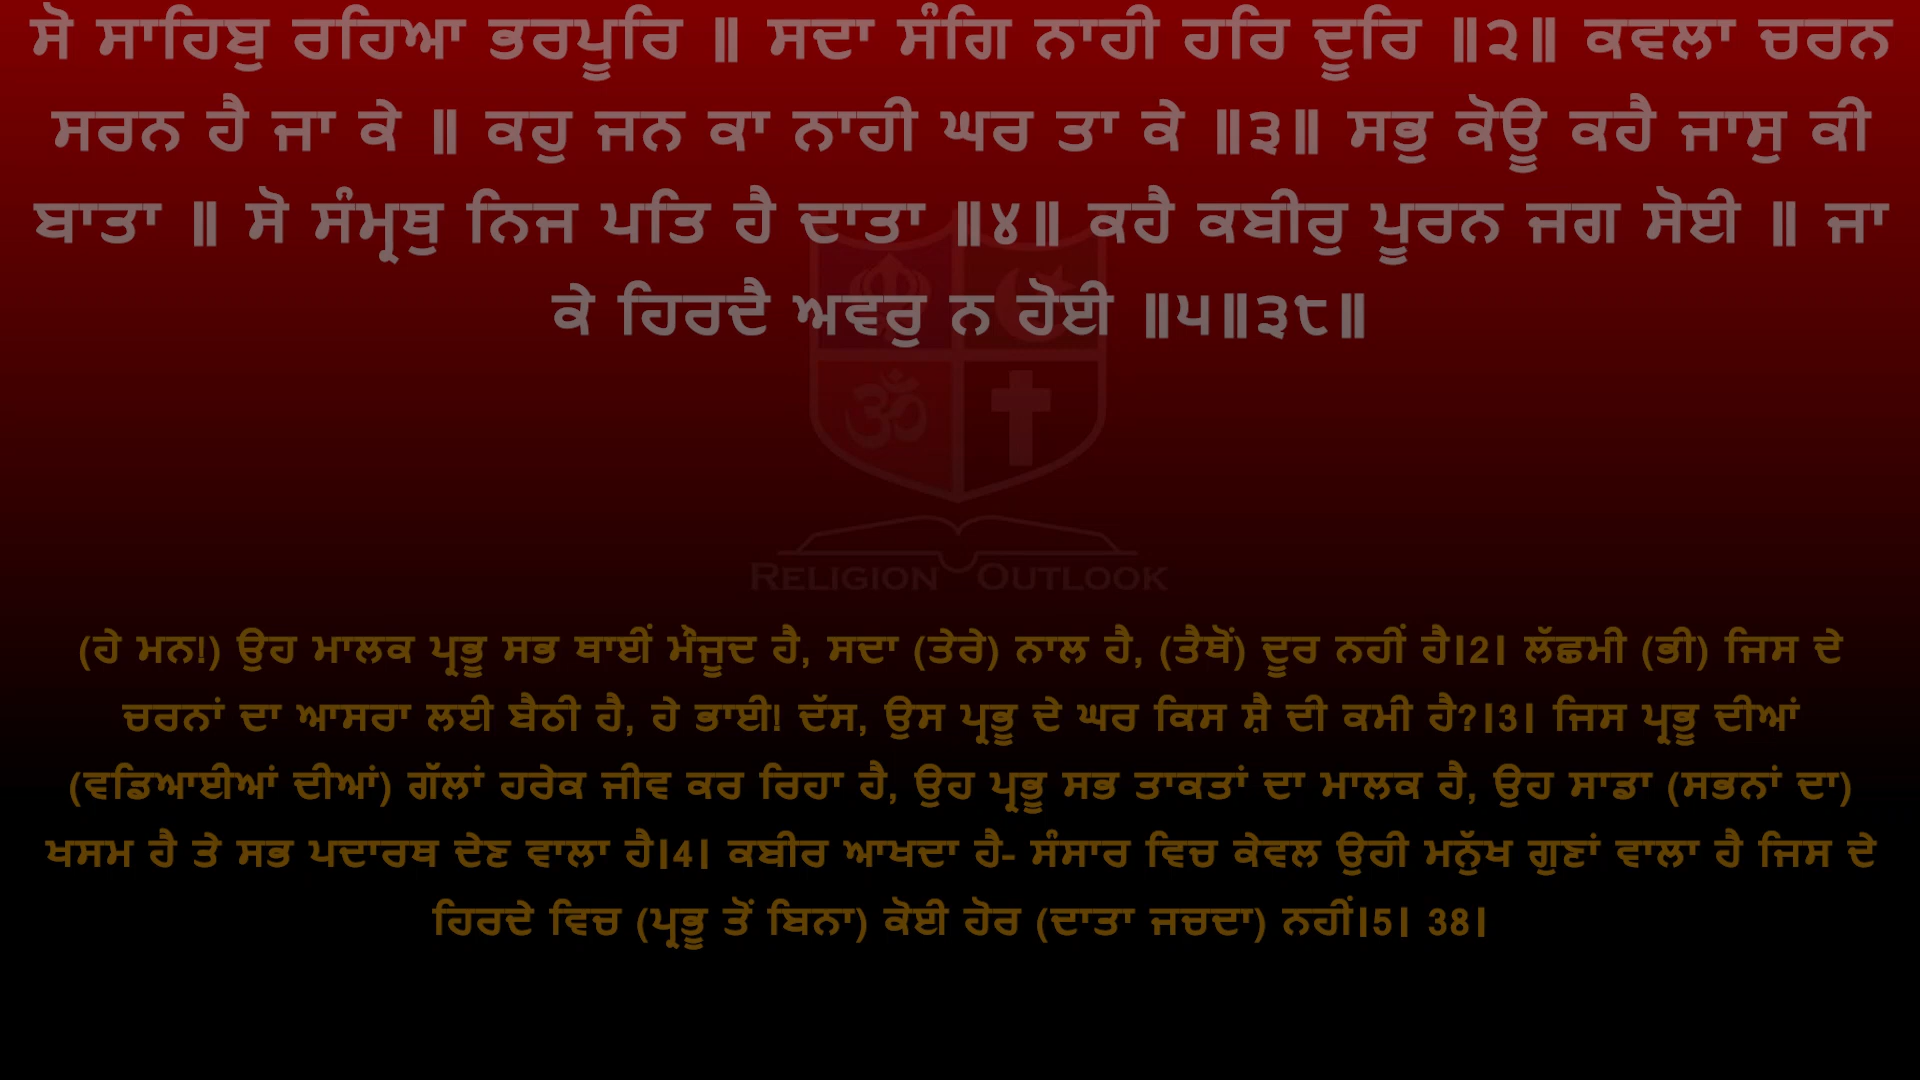 ਸੋ ਸਾਹਿਬੁ ਰਹਿਆ ਭਰਪੂਰਿ ॥ ਸਦਾ ਸੰਗਿ ਨਾਹੀ ਹਰਿ ਦੂਰਿ ॥੨॥ ਕਵਲਾ ਚਰਨ
ਸਰਨ ਹੈ ਜਾ ਕੇ ॥ ਕਹੁ ਜਨ ਕਾ ਨਾਹੀ ਘਰ ਤਾ ਕੇ ॥੩॥ ਸਭੁ ਕੋਊ ਕਹੈ ਜਾਸੁ ਕੀ
ਬਾਤਾ ॥ ਸੋ ਸੰਮ੍ਰਥੁ ਨਿਜ ਪਤਿ ਹੈ ਦਾਤਾ ॥੪॥ ਕਹੈ ਕਬੀਰੁ ਪੂਰਨ ਜਗ ਸੋਈ ॥ ਜਾ
ਕੇ ਹਿਰਦੈ ਅਵਰੁ ਨ ਹੋਈ ॥੫॥੩੮॥
RELIGION OUTLOOK
(ਹੇ ਮਨ!) ਉਹ ਮਾਲਕ ਪ੍ਰਭੂ ਸਭ ਥਾਈਂ ਮੌਜੂਦ ਹੈ, ਸਦਾ (ਤੇਰੇ) ਨਾਲ ਹੈ, (ਤੈਥੋਂ) ਦੂਰ ਨਹੀਂ ਹੈ।2। ਲੱਛਮੀ (ਭੀ) ਜਿਸ ਦੇ
ਚਰਨਾਂ ਦਾ ਆਸਰਾ ਲਈ ਬੈਠੀ ਹੈ, ਹੇ ਭਾਈ! ਦੱਸ, ਉਸ ਪ੍ਰਭੂ ਦੇ ਘਰ ਕਿਸ ਸ਼ੈ ਦੀ ਕਮੀ ਹੈ?।3। ਜਿਸ ਪ੍ਰਭੂ ਦੀਆਂ
(ਵਡਿਆਈਆਂ ਦੀਆਂ) ਗੱਲਾਂ ਹਰੇਕ ਜੀਵ ਕਰ ਰਿਹਾ ਹੈ, ਉਹ ਪ੍ਰਭੂ ਸਭ ਤਾਕਤਾਂ ਦਾ ਮਾਲਕ ਹੈ, ਉਹ ਸਾਡਾ (ਸਭਨਾਂ ਦਾ)
ਖਸਮ ਹੈ ਤੇ ਸਭ ਪਦਾਰਥ ਦੇਣ ਵਾਲਾ ਹੈ।4। ਕਬੀਰ ਆਖਦਾ ਹੈ- ਸੰਸਾਰ ਵਿਚ ਕੇਵਲ ਉਹੀ ਮਨੁੱਖ ਗੁਣਾਂ ਵਾਲਾ ਹੈ ਜਿਸ ਦੇ
ਹਿਰਦੇ ਵਿਚ (ਪ੍ਰਭੂ ਤੋਂ ਬਿਨਾ) ਕੋਈ ਹੋਰ (ਦਾਤਾ ਜਚਦਾ) ਨਹੀਂ।5। 38।